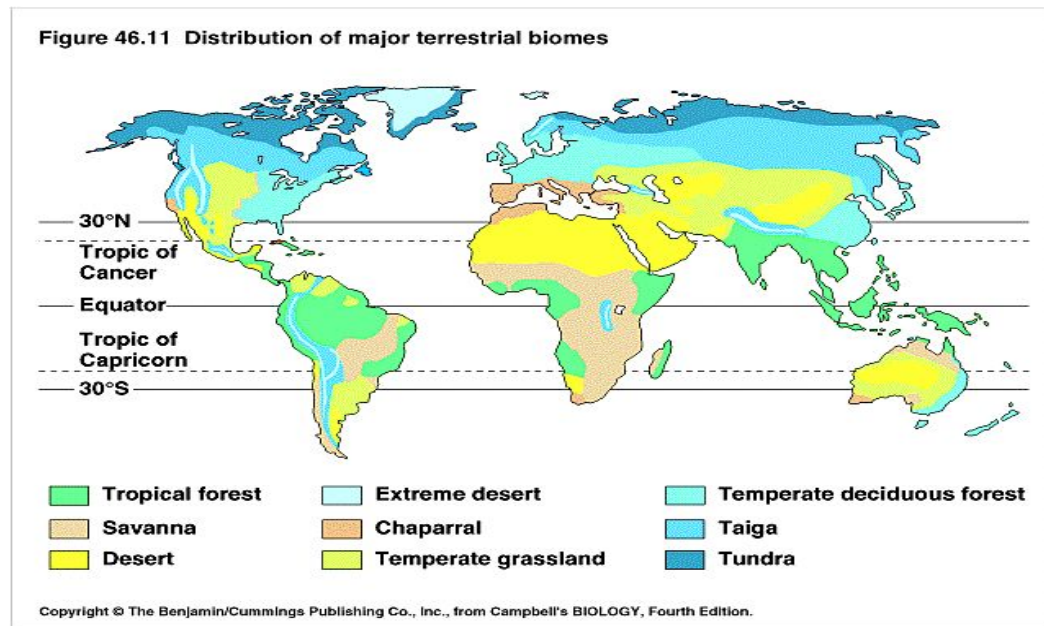 Figure 46.11 Distribution of major terrestrial biomes
30°N
Tropic of
Cancer
Equator
Tropic of
Capricorn
30°S
Tropical forest
Extreme desert
Temperate deciduous forest
Savanna
Chaparral
Taiga
Desert
Temperate grassland
Tundra
Copyright © The Benjamin/Cummings Publishing Co., Inc., from Campbell's BIOLOGY, Fourth Edition.